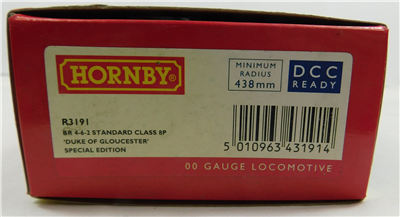 HORNBY®
MINIMUM
RADIUS
438mm
DCC
READY
R3191
BR 4-6-2 STANDARD CLASS 8P
'DUKE OF GLOUCESTER'
SPECIAL EDITION
5 010963 431914
00 GAUGE LOCOMOTIVE